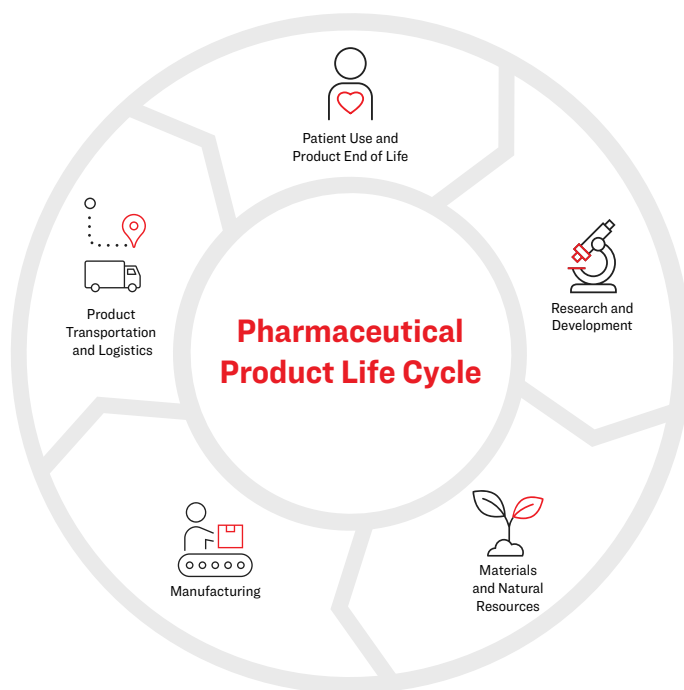 Patient Use and
Product End of Life
Research and
Development
Materials
and Natural
Resources
Manufacturing
Product
Transportation
and Logistics
Pharmaceutical
Product Life Cycle